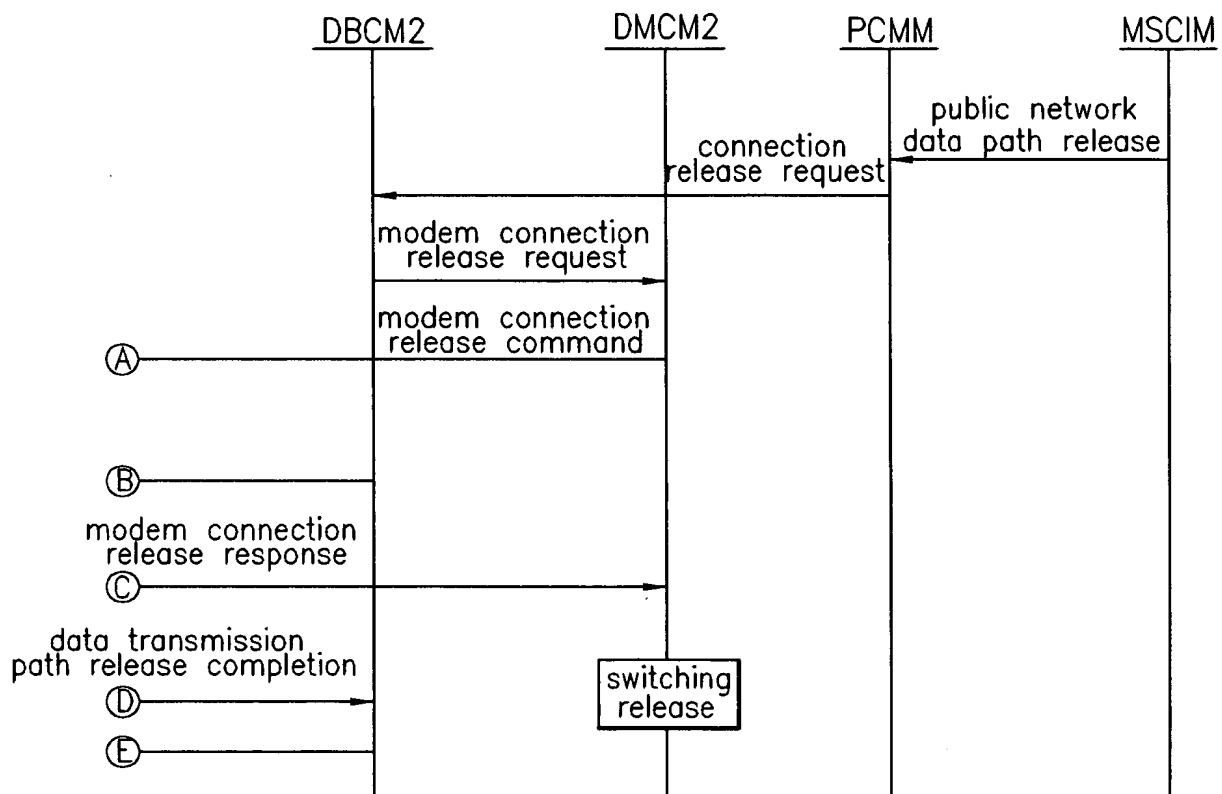 DBCM2 DMCM2 PCMM MSCIM
public network
data path release
connection
release request
modem connection
release request
modem connection
release command
A
B
modem connection
release response
C
data transmission
path release completion
switching
release
D
E